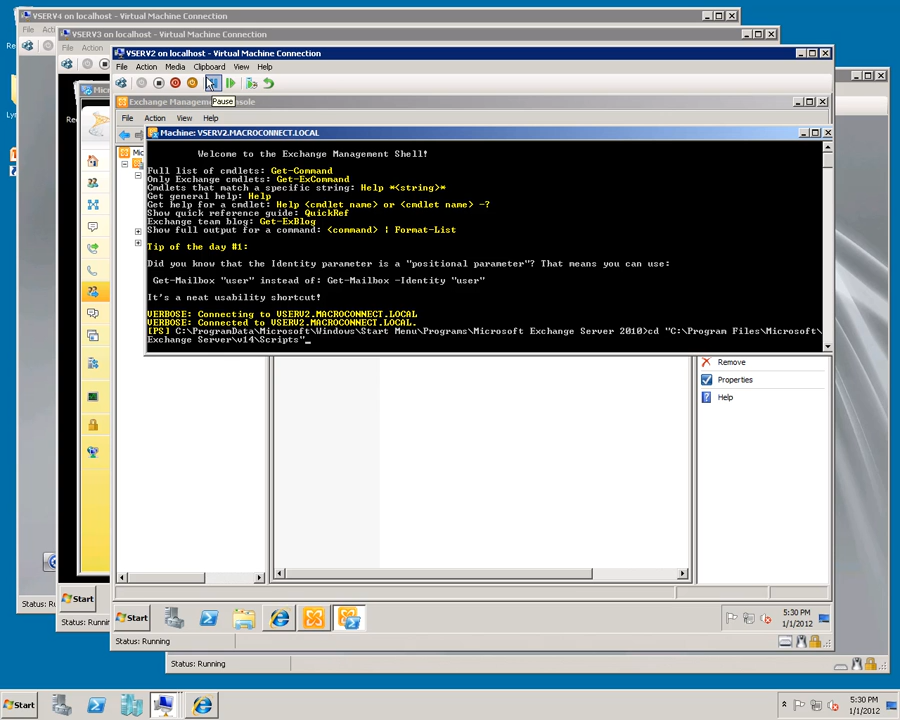 VSERV4 on localhost - Virtual Machine Connection
File
VSERV3 on localhost - Virtual Machine Connection
File Action
VSERV2 on localhost - Virtual Machine Connection
File Action Media Clipboard View Help
Pause
Exchange Management Console
File Action View Help
Machine: VSERV2.MACROCONNECT.LOCAL
Welcome to the Exchange Management Shell!
Full list of cmdlets: Get-Command
Only Exchange cmdlets: Get-ExCommand
Cmdlets that match a specific string: Help *<string>*
Get general help: Help
Get help for a cmdlet: Help <cmdlet name> or <cmdlet name> -?
Show quick reference guide: QuickRef
Exchange team blog: Get-ExBlog
Show full output for a command: <command> | Format-List
Tip of the day #1:
Did you know that the Identity parameter is a "positional parameter"? That means you can use:
Get-Mailbox "user" instead of: Get-Mailbox -Identity "user"
It's a neat usability shortcut!
VERBOSE: Connecting to VSERV2.MACROCONNECT.LOCAL
VERBOSE: Connected to VSERV2.MACROCONNECT.LOCAL.
[PS] C:\ProgramData\Microsoft\Windows\Start Menu\Programs\Microsoft Exchange Server 2010>cd "C:\Program Files\Microsoft\
Exchange Server\v14\Scripts"_
Remove
Properties
Help
Start
5:30 PM
1/1/2012
Status: Running
Start
Status: Running
Start
5:30 PM
1/1/2012